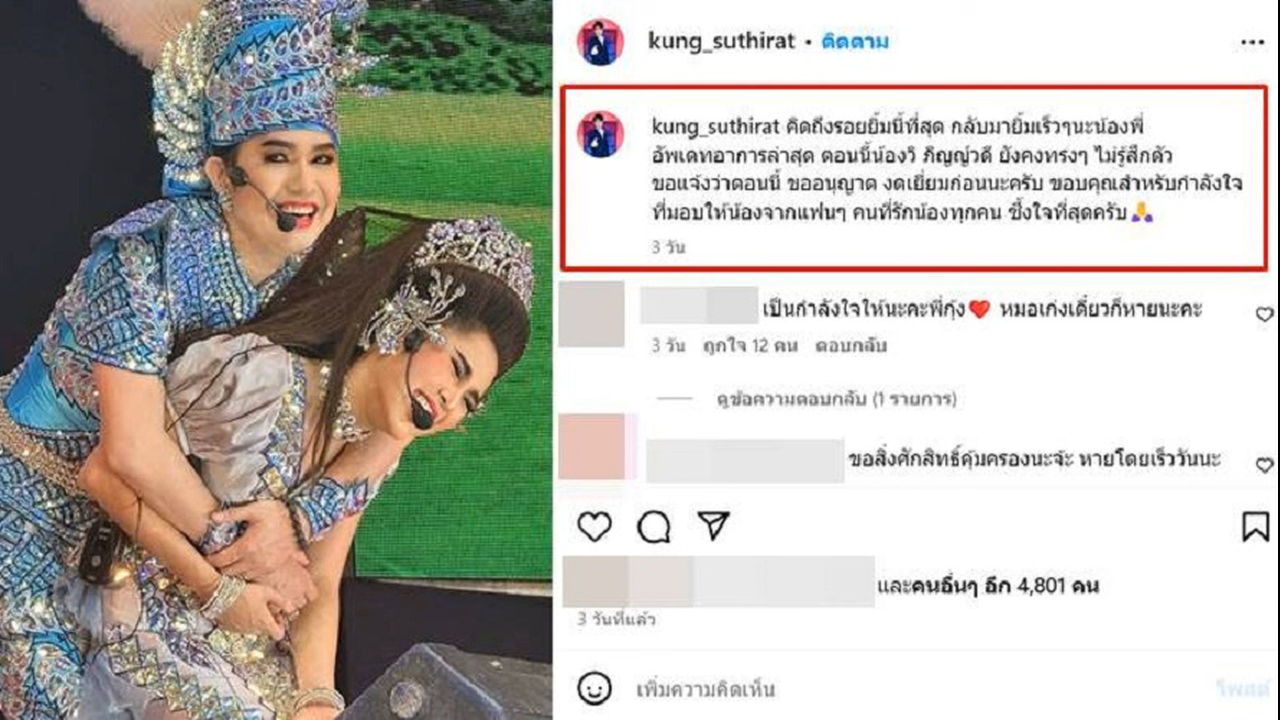 kung_suthirat • ติดตาม
kung_suthirat คิดถึงรอยยิ้มนี้ที่สุด กลับมายิ้มเร็วๆนะน้องพี่
อัพเดทอาการล่าสุด ตอนนี้น้องวิ ภิญญ์วดี ยังคงทรงๆ ไม่รู้สึกตัว
ขอแจ้งว่าตอนนี้ ขออนุญาต งดเยี่ยมก่อนนะครับ ขอบคุณสำหรับกำลังใจ
ที่มอบให้น้องจากแฟนๆ คนที่รักน้องทุกคน ซึ้งใจที่สุดครับ🙏
3 วัน
เป็นกำลังใจให้นะคะพี่กุ้ง❤️ หมอเก่งเดี๋ยวก็หายนะคะ
3 วัน ถูกใจ 12 คน ตอบกลับ
ดูข้อความตอบกลับ (1 รายการ)
ขอสิ่งศักสิทธิ์คุ้มครองนะจ้ะ หายโดยเร็ววันนะ
และคนอื่นๆ อีก 4,801 คน
3 วันที่แล้ว
เพิ่มความคิดเห็น
โพสต์